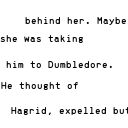 behind her. Maybe
she was taking
him to Dumbledore.
He thought of
Hagrid, expelled but